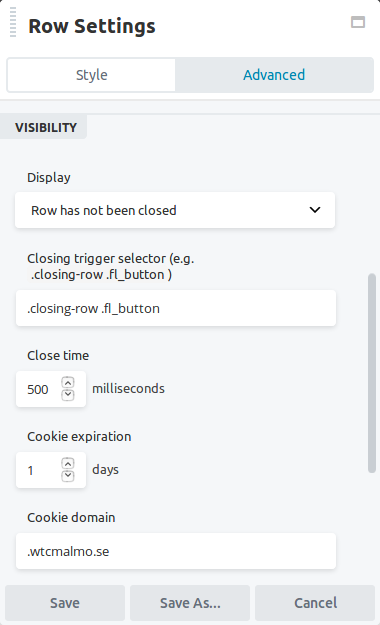 Row Settings
Style
Advanced
VISIBILITY
Display
Row has not been closed
Closing trigger selector (e.g.
.closing-row .fl_button )
.closing-row .fl_button
Close time
500 milliseconds
Cookie expiration
1 days
Cookie domain
.wtcmalmo.se
Save
Save As...
Cancel